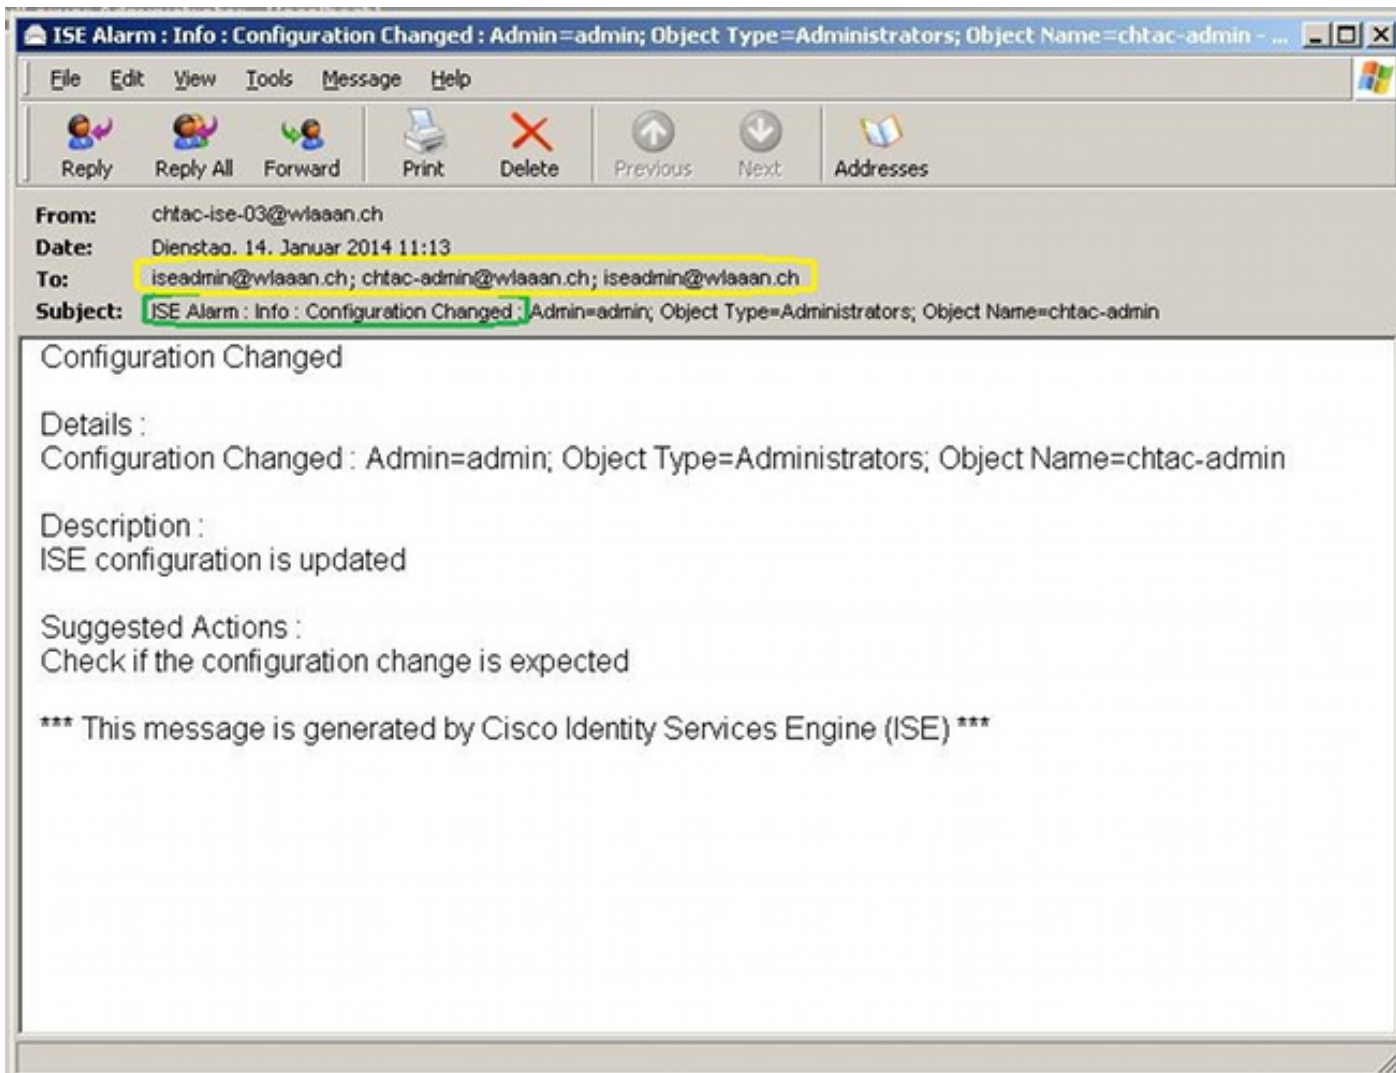 ISE Alarm : Info : Configuration Changed : Admin=admin; Object Type=Administrators; Object Name=chtac-admin - ...
File Edit View Tools Message Help
Reply Reply All Forward Print Delete Previous Next Addresses
From: chtac-ise-03@wlaaan.ch
Date: Dienstag, 14. Januar 2014 11:13
To: iseadmin@wlaaan.ch; chtac-admin@wlaaan.ch; iseadmin@wlaaan.ch
Subject: ISE Alarm : Info : Configuration Changed : Admin=admin; Object Type=Administrators; Object Name=chtac-admin
Configuration Changed
Details :
Configuration Changed : Admin=admin; Object Type=Administrators; Object Name=chtac-admin
Description :
ISE configuration is updated
Suggested Actions :
Check if the configuration change is expected
*** This message is generated by Cisco Identity Services Engine (ISE) ***